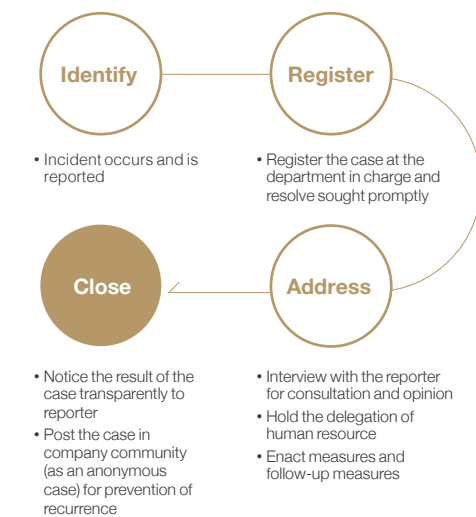 Identify
Register
• Incident occurs and is
reported
• Register the case at the
department in charge and
resolve sought promptly
Close
Address
• Notice the result of the
case transparently to
reporter
• Post the case in
company community
(as an anonymous
case) for prevention of
recurrence
• Interview with the reporter
for consultation and opinion
• Hold the delegation of
human resource
• Enact measures and
follow-up measures